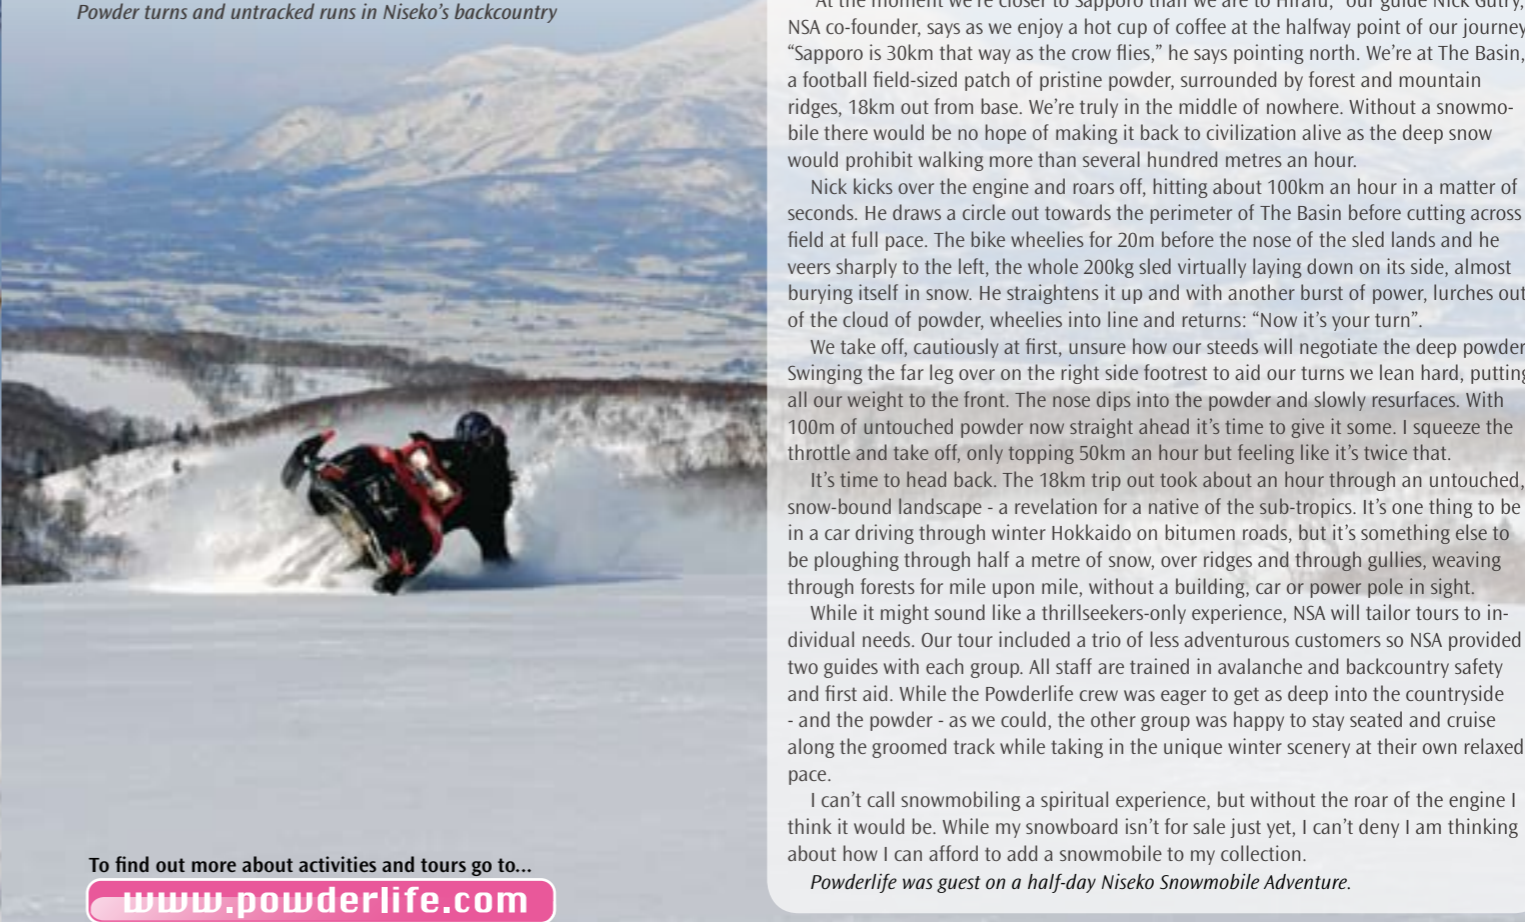 Powder turns and untracked runs in Niseko's backcountry
"At the moment we're closer to Sapporo than we are to Hirafu," our guide Nick Gutry,
NSA co-founder, says as we enjoy a hot cup of coffee at the halfway point of our journey
"Sapporo is 30km that way as the crow flies," he says pointing north. We're at The Basin,
a football field-sized patch of pristine powder, surrounded by forest and mountain
ridges, 18km out from base. We're truly in the middle of nowhere. Without a snowmo-
bile there would be no hope of making it back to civilization alive as the deep snow
would prohibit walking more than several hundred metres an hour.
Nick kicks over the engine and roars off, hitting about 100km an hour in a matter of
seconds. He draws a circle out towards the perimeter of The Basin before cutting across
field at full pace. The bike wheelies for 20m before the nose of the sled lands and he
veers sharply to the left, the whole 200kg sled virtually laying down on its side, almost
burying itself in snow. He straightens it up and with another burst of power, lurches out
of the cloud of powder, wheelies into line and returns: "Now it's your turn".
We take off, cautiously at first, unsure how our steeds will negotiate the deep powder
Swinging the far leg over on the right side footrest to aid our turns we lean hard, putting
all our weight to the front. The nose dips into the powder and slowly resurfaces. With
100m of untouched powder now straight ahead it's time to give it some. I squeeze the
throttle and take off, only topping 50km an hour but feeling like it's twice that.
It's time to head back. The 18km trip out took about an hour through an untouched,
snow-bound landscape - a revelation for a native of the sub-tropics. It's one thing to be
in a car driving through winter Hokkaido on bitumen roads, but it's something else to
be ploughing through half a metre of snow, over ridges and through gullies, weaving
through forests for mile upon mile, without a building, car or power pole in sight.
While it might sound like a thrillseekers-only experience, NSA will tailor tours to in-
dividual needs. Our tour included a trio of less adventurous customers so NSA provided
two guides with each group. All staff are trained in avalanche and backcountry safety
and first aid. While the Powderlife crew was eager to get as deep into the countryside
- and the powder - as we could, the other group was happy to stay seated and cruise
along the groomed track while taking in the unique winter scenery at their own relaxed
pace.
I can't call snowmobiling a spiritual experience, but without the roar of the engine I
think it would be. While my snowboard isn't for sale just yet, I can't deny I am thinking
about how I can afford to add a snowmobile to my collection.
Powderlife was guest on a half-day Niseko Snowmobile Adventure.
To find out more about activities and tours go to...
www.powderlife.com